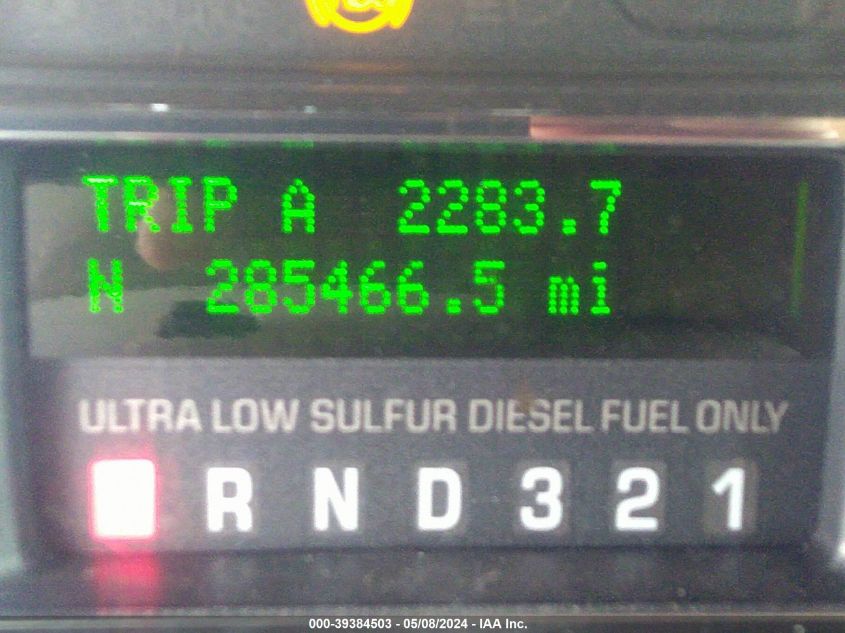 TRIP A 2283.7
N 285466.5 mi
ULTRA LOW SULFUR DIESEL FUEL ONLY
R N D 3 2 1
000-39384503 - 05/08/2024 - IAA Inc.